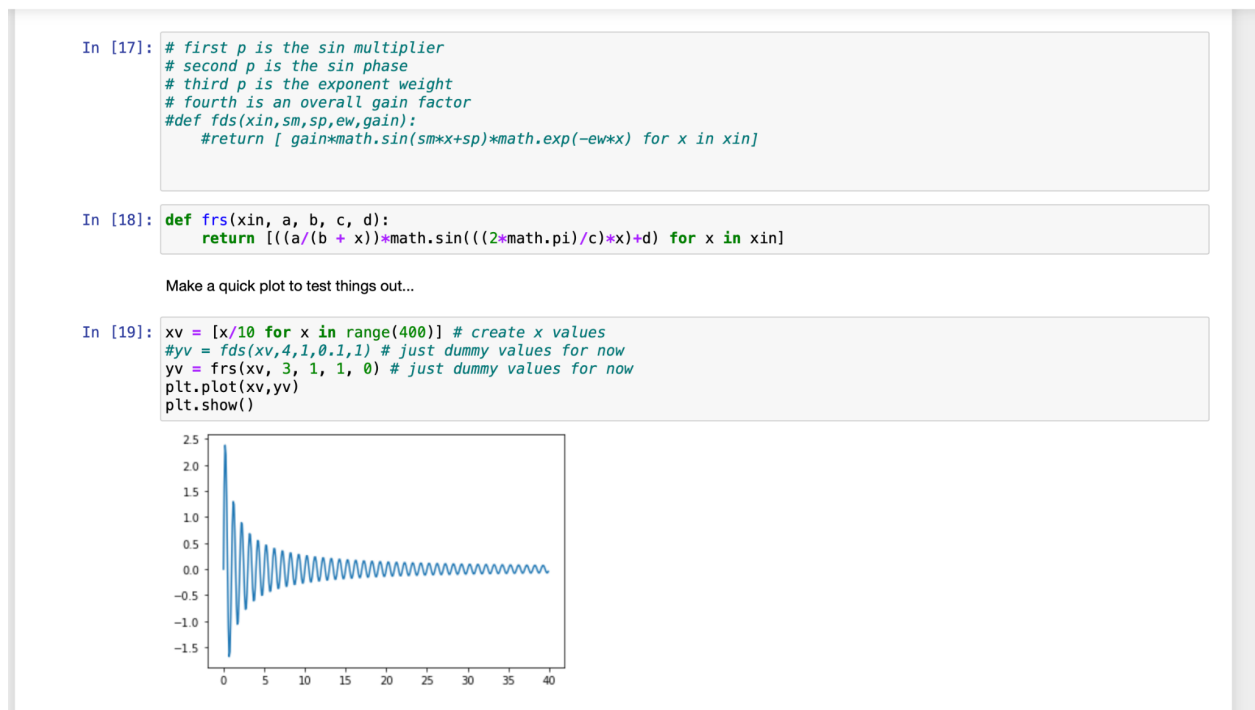 In [17]: # first p is the sin multiplier
# second p is the sin phase
# third p is the exponent weight
# fourth is an overall gain factor
#def fds(xin,sm,sp,ew,gain):
    #return [ gain*math.sin(sm*x+sp)*math.exp(-ew*x) for x in xin]
In [18]: def frs(xin, a, b, c, d):
    return [((a/(b + x))*math.sin(((2*math.pi)/c)*x)+d) for x in xin]
Make a quick plot to test things out...
In [19]: xv = [x/10 for x in range(400)] # create x values
#yv = fds(xv,4,1,0.1,1) # just dummy values for now
yv = frs(xv, 3, 1, 1, 0) # just dummy values for now
plt.plot(xv,yv)
plt.show()
2.5
2.0
1.5
1.0
0.5
0.0
−0.5
−1.0
−1.5
0 5 10 15 20 25 30 35 40